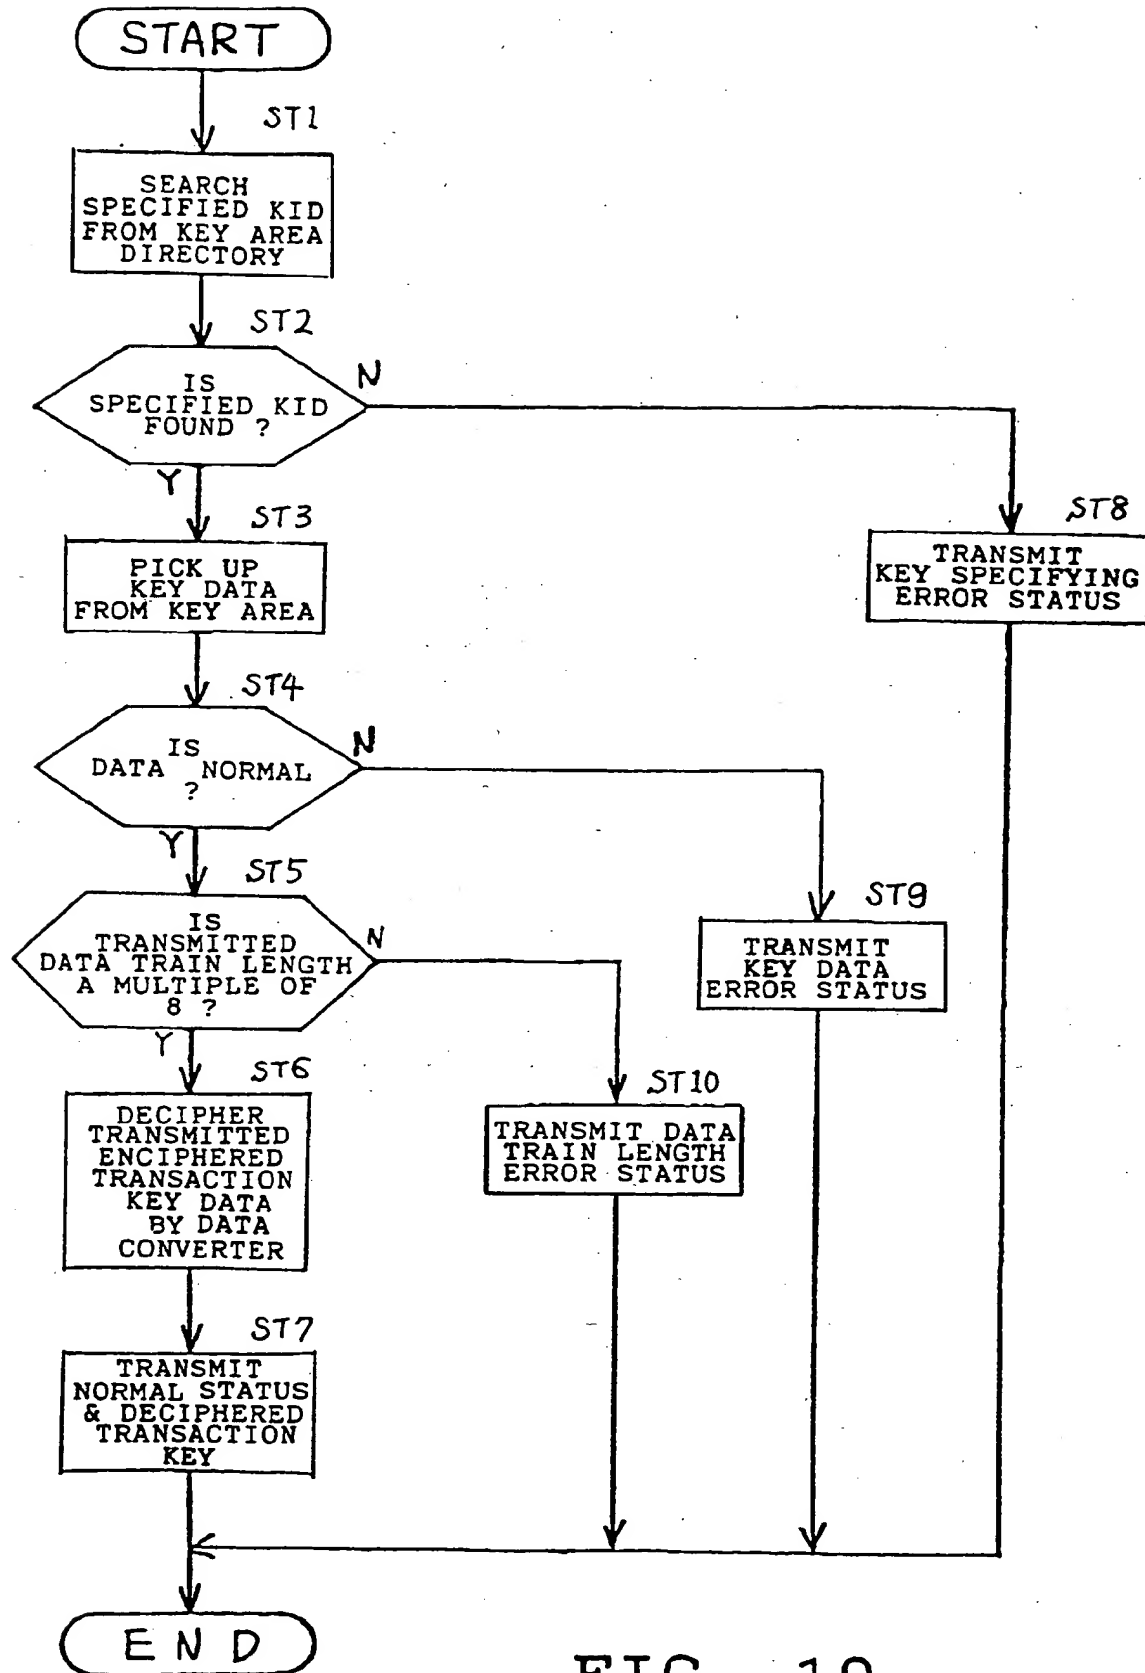 START
ST1
SEARCH
SPECIFIED KID
FROM KEY AREA
DIRECTORY
ST2
IS
SPECIFIED KID
FOUND ?
N
Y
ST3
PICK UP
KEY DATA
FROM KEY AREA
ST8
TRANSMIT
KEY SPECIFYING
ERROR STATUS
ST4
IS
DATA NORMAL
?
N
Y
ST5
IS
TRANSMITTED
DATA TRAIN LENGTH
A MULTIPLE OF
8 ?
N
Y
ST9
TRANSMIT
KEY DATA
ERROR STATUS
ST6
DECIPHER
TRANSMITTED
ENCIPHERED
TRANSACTION
KEY DATA
BY DATA
CONVERTER
ST10
TRANSMIT DATA
TRAIN LENGTH
ERROR STATUS
ST7
TRANSMIT
NORMAL STATUS
& DECIPHERED
TRANSACTION
KEY
END
FIG.